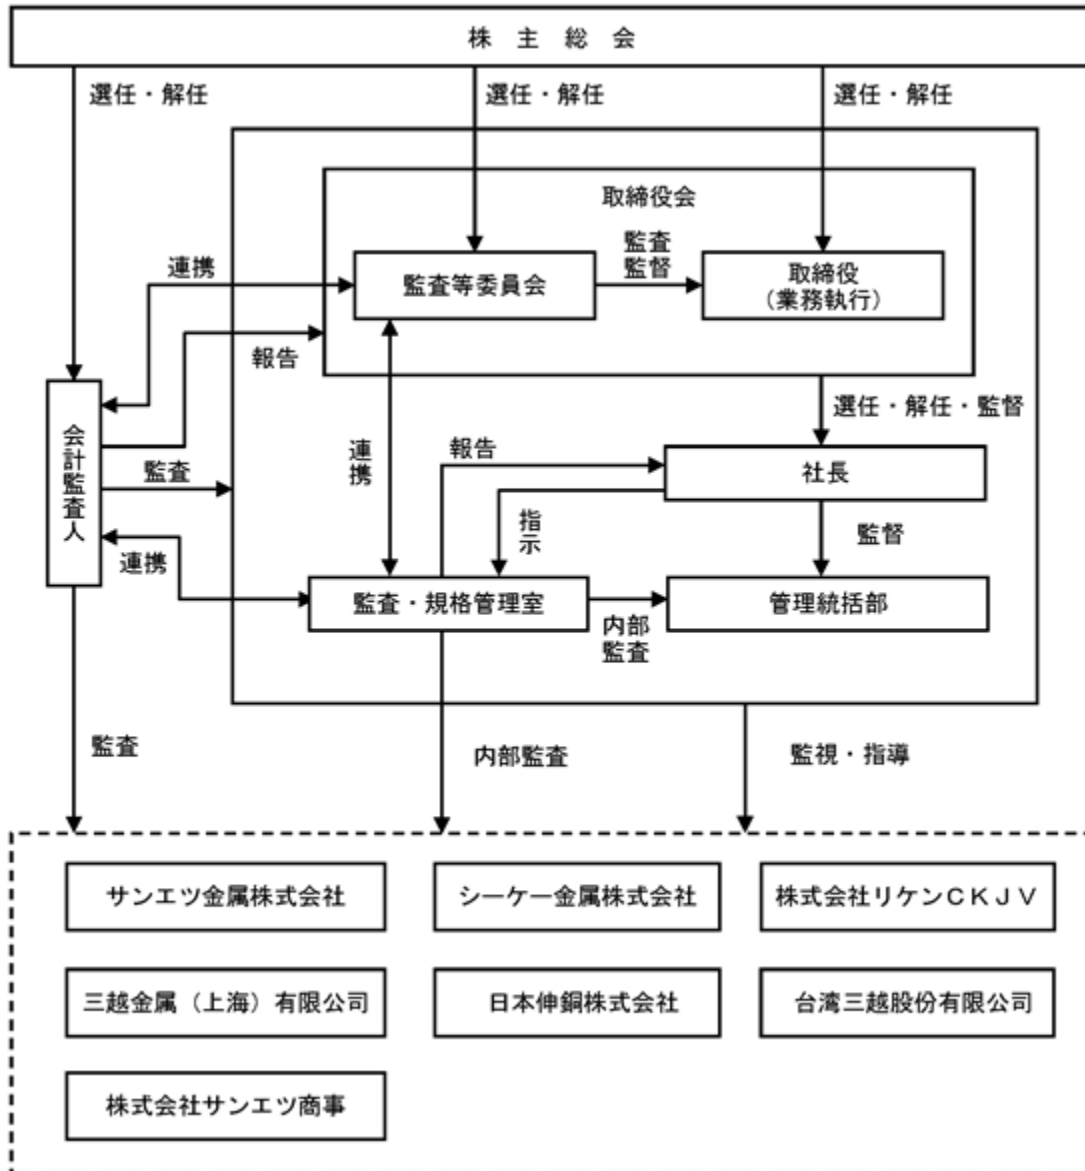 株 主 総 会
選任・解任
選任・解任
選任・解任
取締役会
監査
監督
連携
監査等委員会
取締役
（業務執行）
報告
選任・解任・監督
会計監査人
連携
報告
社長
監査
指示
監督
連携
監査・規格管理室
管理統括部
内部
監査
監査
内部監査
監視・指導
サンエツ金属株式会社
シーケー金属株式会社
株式会社リケンＣＫＪＶ
三越金属（上海）有限公司
日本伸銅株式会社
台湾三越股份有限公司
株式会社サンエツ商事